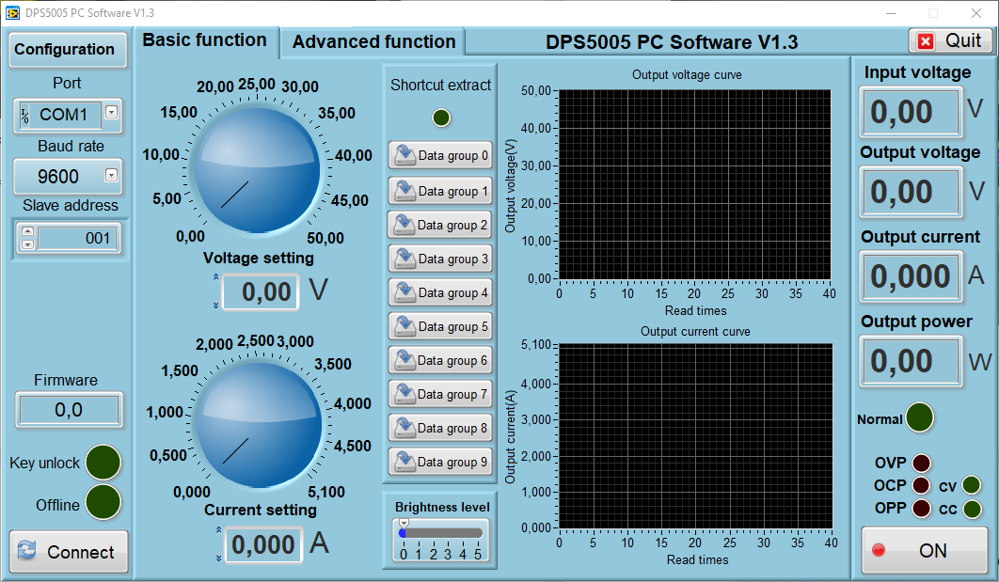 DPS5005 PC Software V1.3
Configuration
Basic function
Advanced function
DPS5005 PC Software V1.3
Quit
Port
COM1
Baud rate
9600
Slave address
001
Firmware
0,0
Key unlock
Offline
Connect
20,00 25,00 30,00
15,00 35,00
10,00 40,00
5,00 45,00
0,00 50,00
Voltage setting
0,00 V
2,000 2,500 3,000
1,500 3,500
1,000 4,000
0,500 4,500
0,000 5,100
Current setting
0,000 A
Shortcut extract
Data group 0
Data group 1
Data group 2
Data group 3
Data group 4
Data group 5
Data group 6
Data group 7
Data group 8
Data group 9
Brightness level
0 1 2 3 4 5
Output voltage curve
Output voltage(V)
50,00
40,00
30,00
20,00
10,00
0,00
0 5 10 15 20 25 30 35 40
Read times
Output current curve
Output current(A)
5,100
4,000
3,000
2,000
1,000
0,000
0 5 10 15 20 25 30 35 40
Read times
Input voltage
0,00 V
Output voltage
0,00 V
Output current
0,000 A
Output power
0,00 W
Normal
OVP
OCP CV
OPP CC
ON